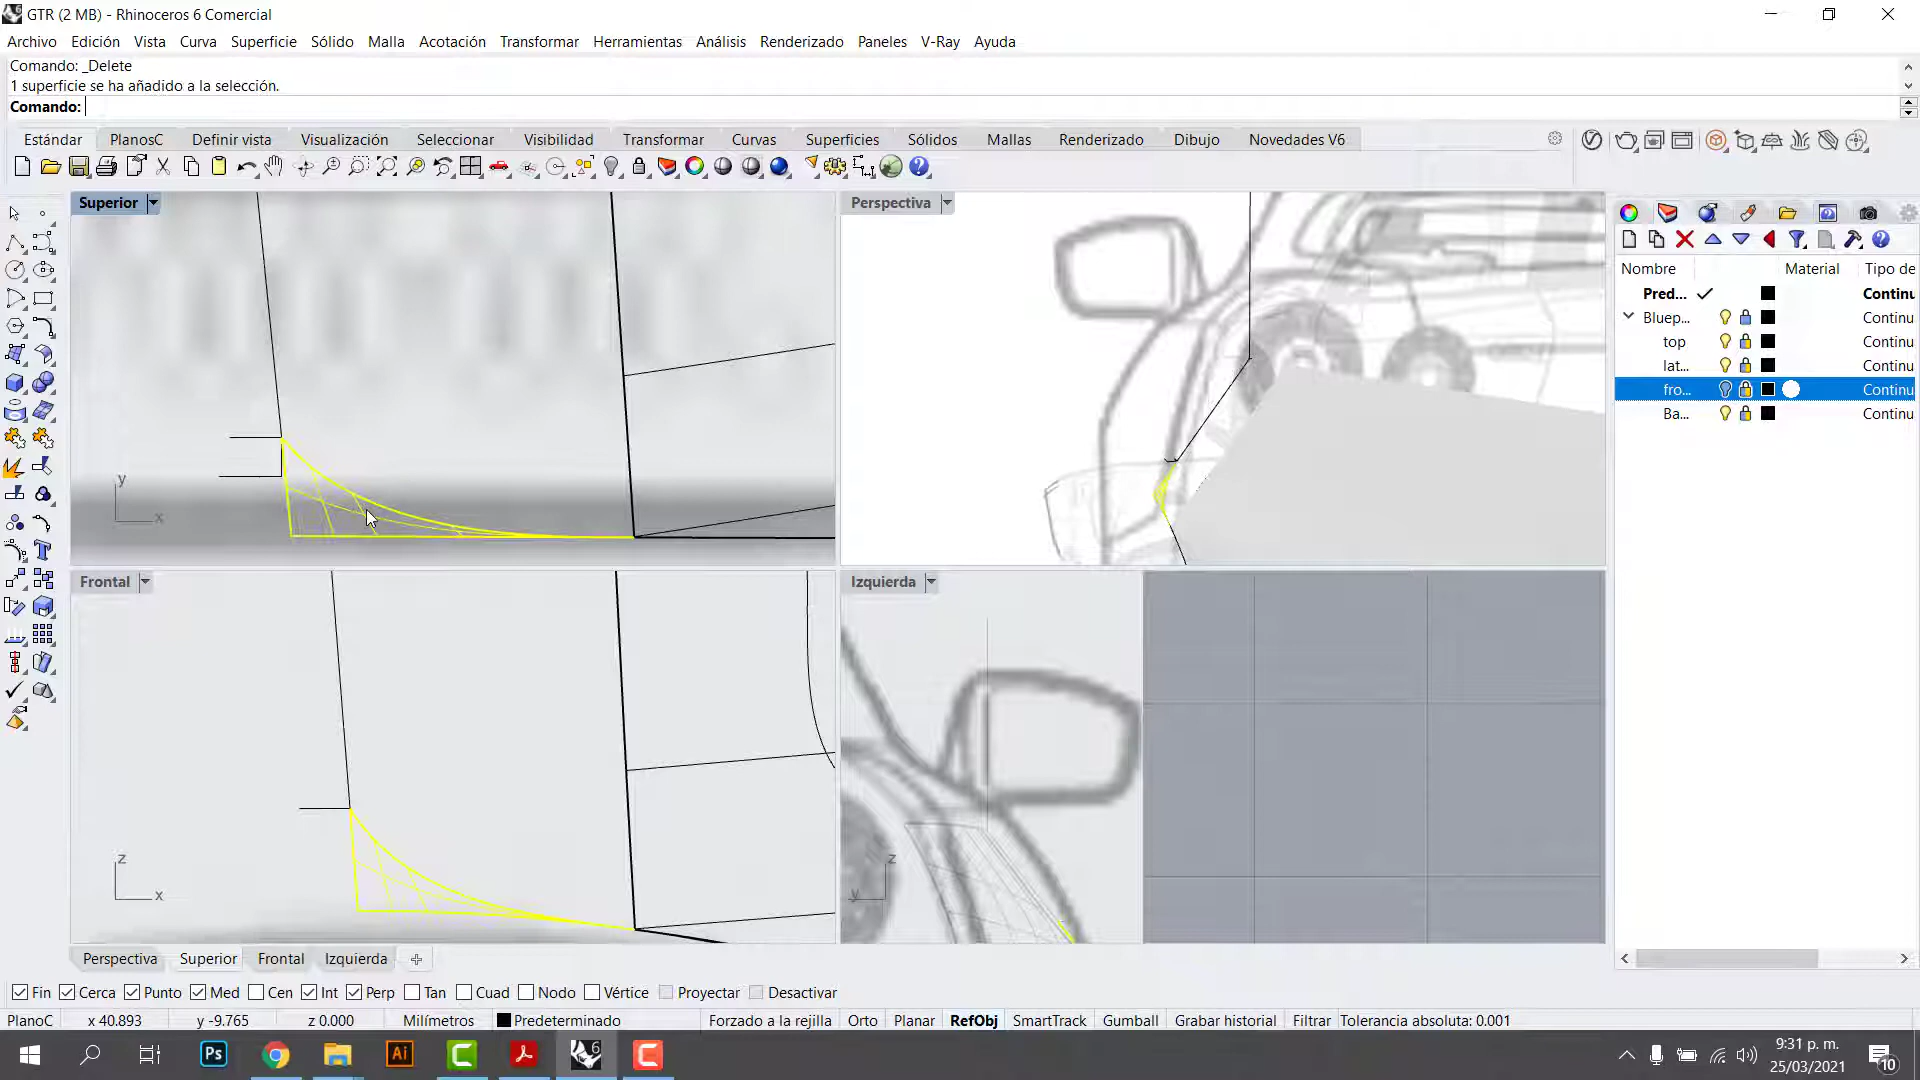 GTR (2 MB) - Rhinoceros 6 Comercial
Archivo Edición Vista Curva Superficie Sólido Malla Acotación Transformar Herramientas Análisis Renderizado Paneles V-Ray Ayuda
Comando: _Delete
1 superficie se ha añadido a la selección.
Comando:
Estándar PlanosC Definir vista Visualización Seleccionar Visibilidad Transformar Curvas Superficies Sólidos Mallas Renderizado Dibujo Novedades V6
Superior
Perspectiva
Nombre Material Tipo de
Pred... Continu
Bluep... Continu
top Continu
lat... Continu
fro... Continu
Ba... Continu
y
x
Frontal
Izquierda
z
x
z
y
Perspectiva Superior Frontal Izquierda
Fin Cerca Punto Med Cen Int Perp Tan Cuad Nodo Vértice Proyectar Desactivar
PlanoC x 40.893 y -9.765 z 0.000 Milímetros Predeterminado Forzado a la rejilla Orto Planar RefObj SmartTrack Gumball Grabar historial Filtrar Tolerancia absoluta: 0.001
Ps Ai 6
9:31 p. m.
25/03/2021
10